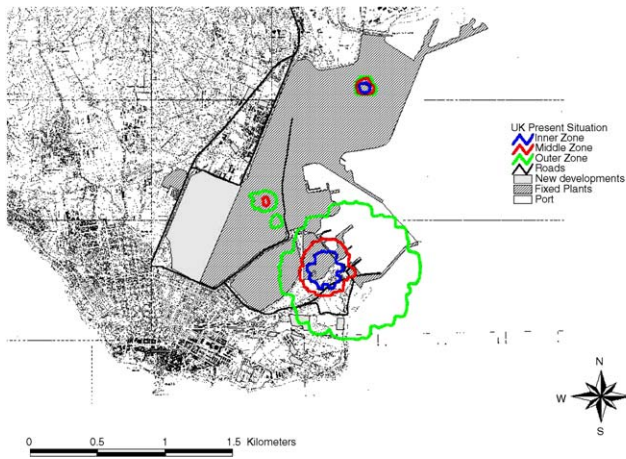 UK Present Situation
Inner Zone
Middle Zone
Outer Zone
Roads
New developments
Fixed Plants
Port
N
W E
S
0 0.5 1 1.5 Kilometers